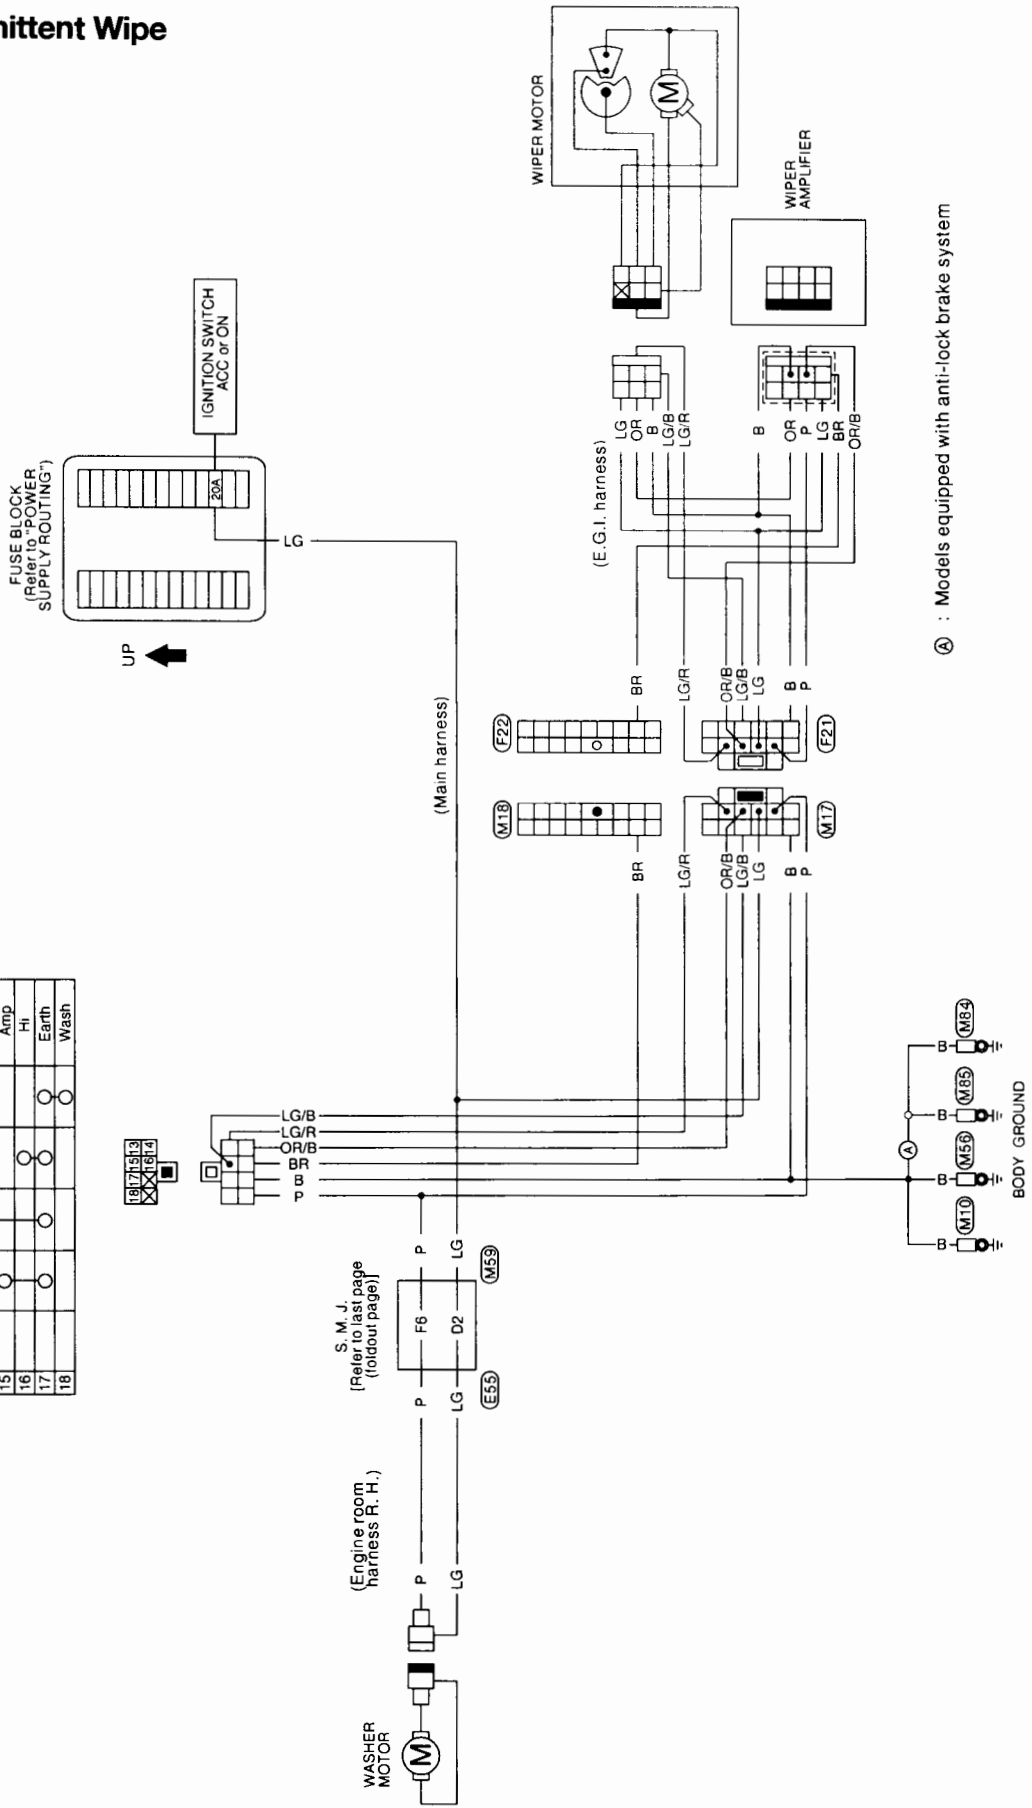 nittent Wipe
WIPER MOTOR
M
WIPER
AMPLIFIER
IGNITION SWITCH
ACC or ON
FUSE BLOCK
(Refer to "POWER
SUPPLY ROUTING")
20A
LG
UP
LG
OR
B
LG/B
LG/R
B
OR
P
LG
BR
OR/B
(E.G.I. harness)
Ⓐ : Models equipped with anti-lock brake system
(Main harness)
BR
LG/R
OR/B
LG/B
LG
B
P
F22
F21
M18
M17
BR
LG/R
OR/B
LG/B
LG
B
P
Amp
Hi
Earth
Wash
15
16
17
18
18 17 15 13
16 14
LG/B
LG/R
OR/B
BR
B
P
A
B
M84
B
M85
B
M56
B
M10
BODY GROUND
P
LG
M59
S. M. J.
[Refer to last page
(foldout page)]
F6
D2
E55
P
LG
(Engine room
harness R. H.)
P
LG
WASHER
MOTOR
M